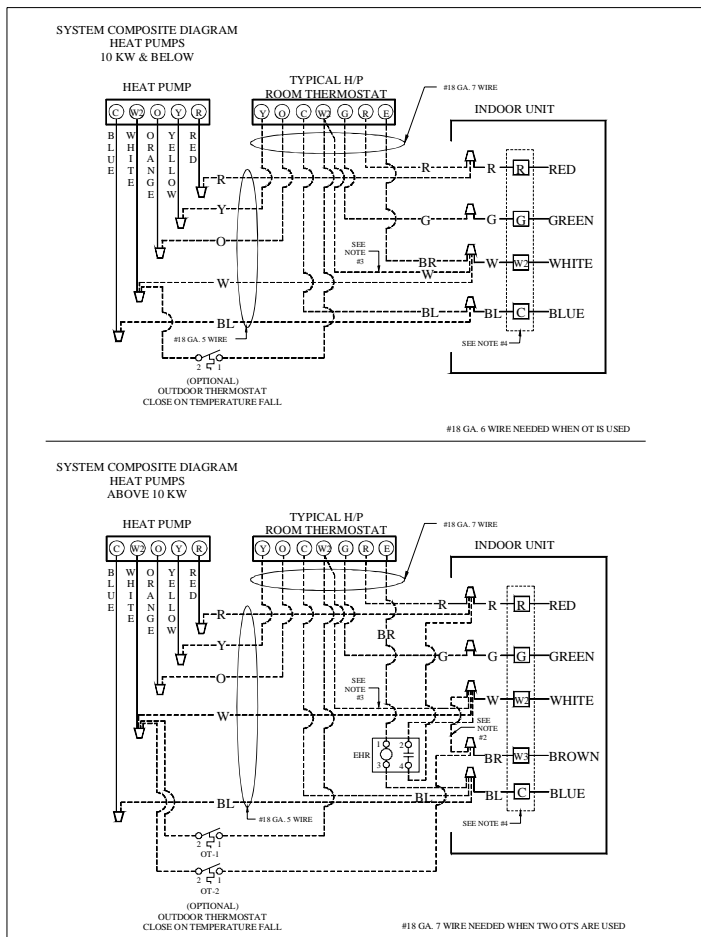 SYSTEM COMPOSITE DIAGRAM
HEAT PUMPS
10 KW & BELOW
HEAT PUMP
TYPICAL H/P
ROOM THERMOSTAT
#18 GA. 7 WIRE
INDOOR UNIT
C W2 O Y R
Y O C W2 G R E
BLUE
WHITE
ORANGE
YELLOW
RED
R R R R RED
Y G G G GREEN
O
SEE
NOTE
#3
BR
W W W W2 WHITE
BL BL BL C BLUE
#18 GA. 5 WIRE
SEE NOTE #4
2 1
(OPTIONAL)
OUTDOOR THERMOSTAT
CLOSE ON TEMPERATURE FALL
#18 GA. 6 WIRE NEEDED WHEN OT IS USED
SYSTEM COMPOSITE DIAGRAM
HEAT PUMPS
ABOVE 10 KW
HEAT PUMP
TYPICAL H/P
ROOM THERMOSTAT
#18 GA. 7 WIRE
INDOOR UNIT
C W2 O Y R
Y O C W2 G R E
BLUE
WHITE
ORANGE
YELLOW
RED
R R R R RED
BR
Y G G G GREEN
O
SEE
NOTE
#3
W W W2 WHITE
SEE
NOTE
#2
EHR
1 2
3 4
BR W3 BROWN
BL BL BL C BLUE
#18 GA. 5 WIRE
SEE NOTE #4
2 1
OT-1
2 1
OT-2
(OPTIONAL)
OUTDOOR THERMOSTAT
CLOSE ON TEMPERATURE FALL
#18 GA. 7 WIRE NEEDED WHEN TWO OT'S ARE USED